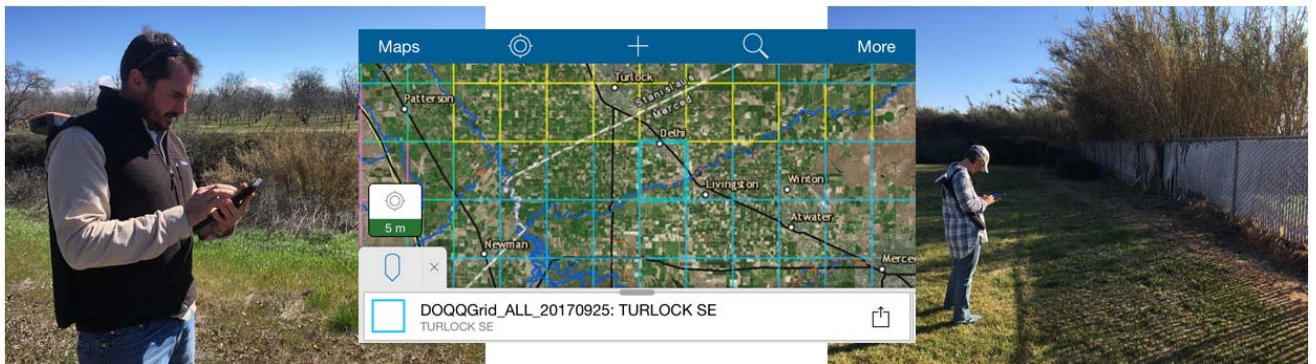 Maps
More
Turlock
Stanislaus
Merced
Patterson
Delhi
Livingston
Winton
Atwater
5 m
Newman
Merce
DOQQGrid_ALL_20170925: TURLOCK SE
TURLOCK SE